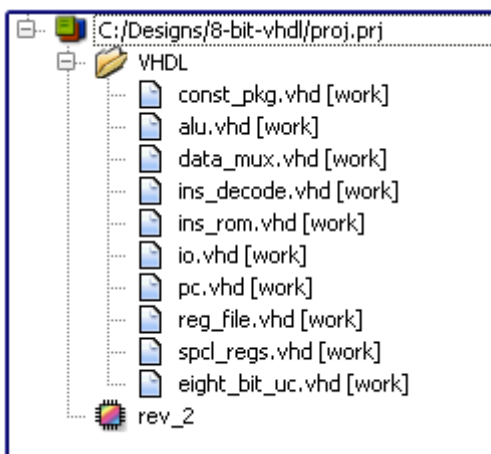 C:/Designs/8-bit-vhdl/proj.prj
VHDL
const_pkg.vhd [work]
alu.vhd [work]
data_mux.vhd [work]
ins_decode.vhd [work]
ins_rom.vhd [work]
io.vhd [work]
pc.vhd [work]
reg_file.vhd [work]
spcl_regs.vhd [work]
eight_bit_uc.vhd [work]
rev_2